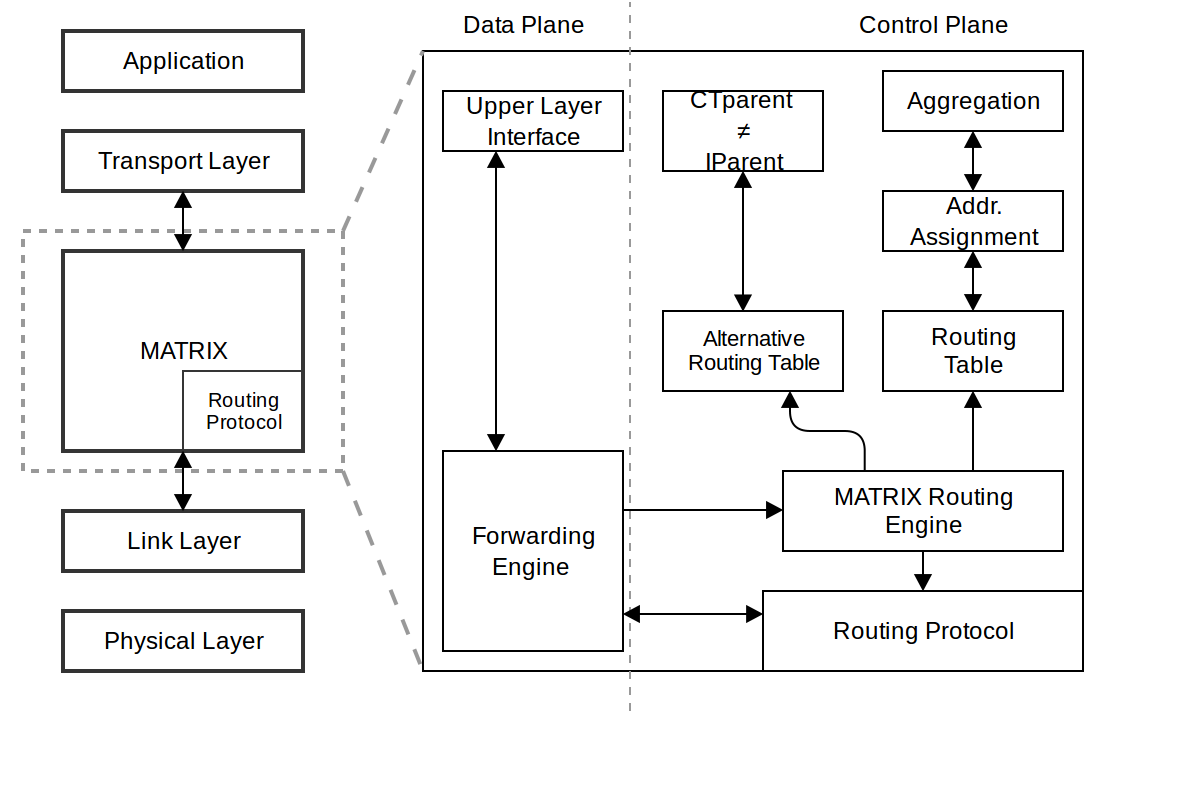 Data Plane
Control Plane
Application
Transport Layer
MATRIX
Routing
Protocol
Link Layer
Physical Layer
Upper Layer
Interface
CTparent
≠
IParent
Aggregation
Addr.
Assignment
Alternative
Routing Table
Routing
Table
Forwarding
Engine
MATRIX Routing
Engine
Routing Protocol